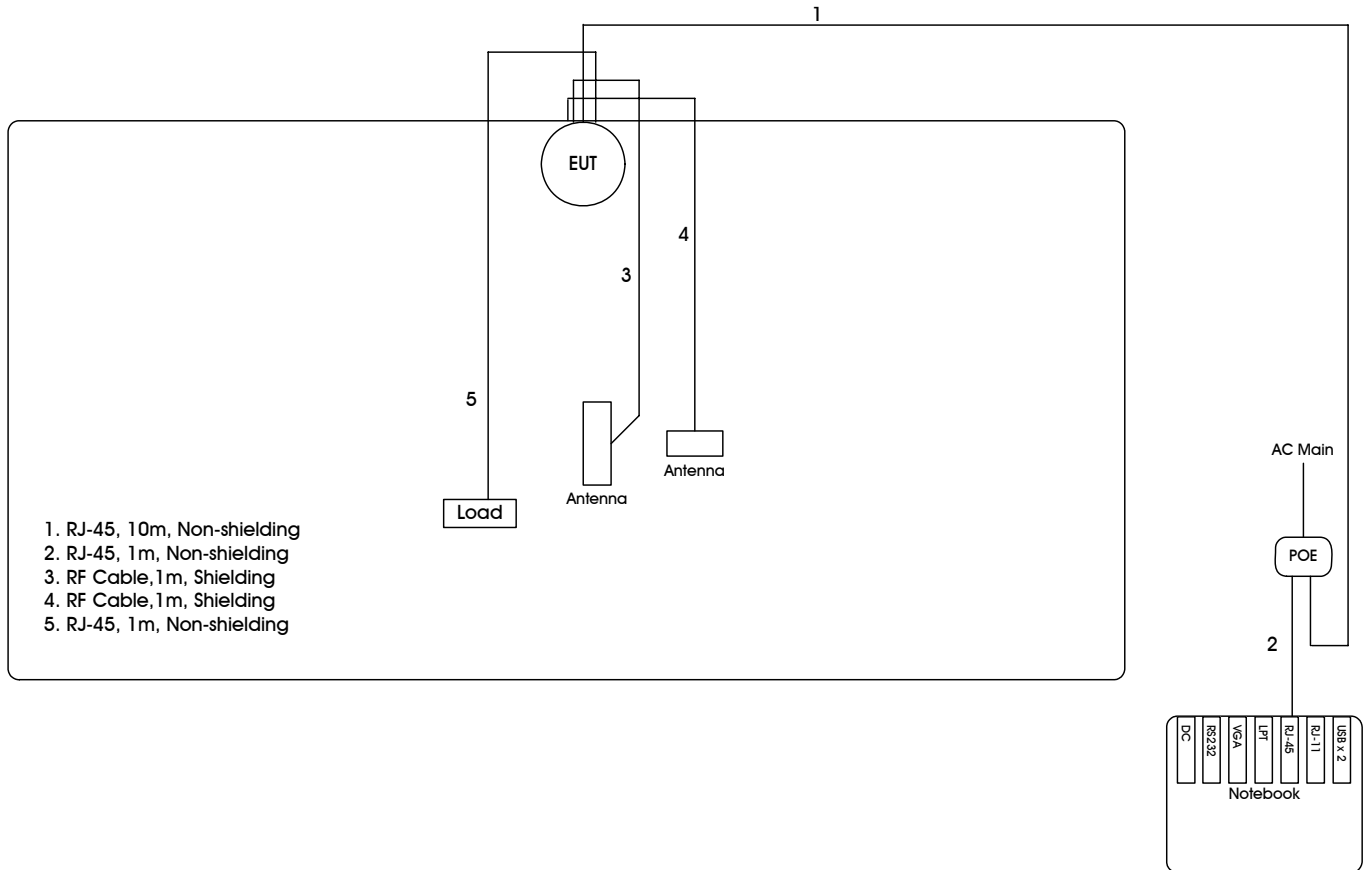 1
EUT
4
3
5
AC Main
Antenna
Antenna
Load
1. RJ-45, 10m, Non-shielding
2. RJ-45, 1m, Non-shielding
3. RF Cable,1m, Shielding
4. RF Cable,1m, Shielding
5. RJ-45, 1m, Non-shielding
POE
2
DC
RS232
VGA
LPT
RJ-45
RJ-11
USB x 2
Notebook